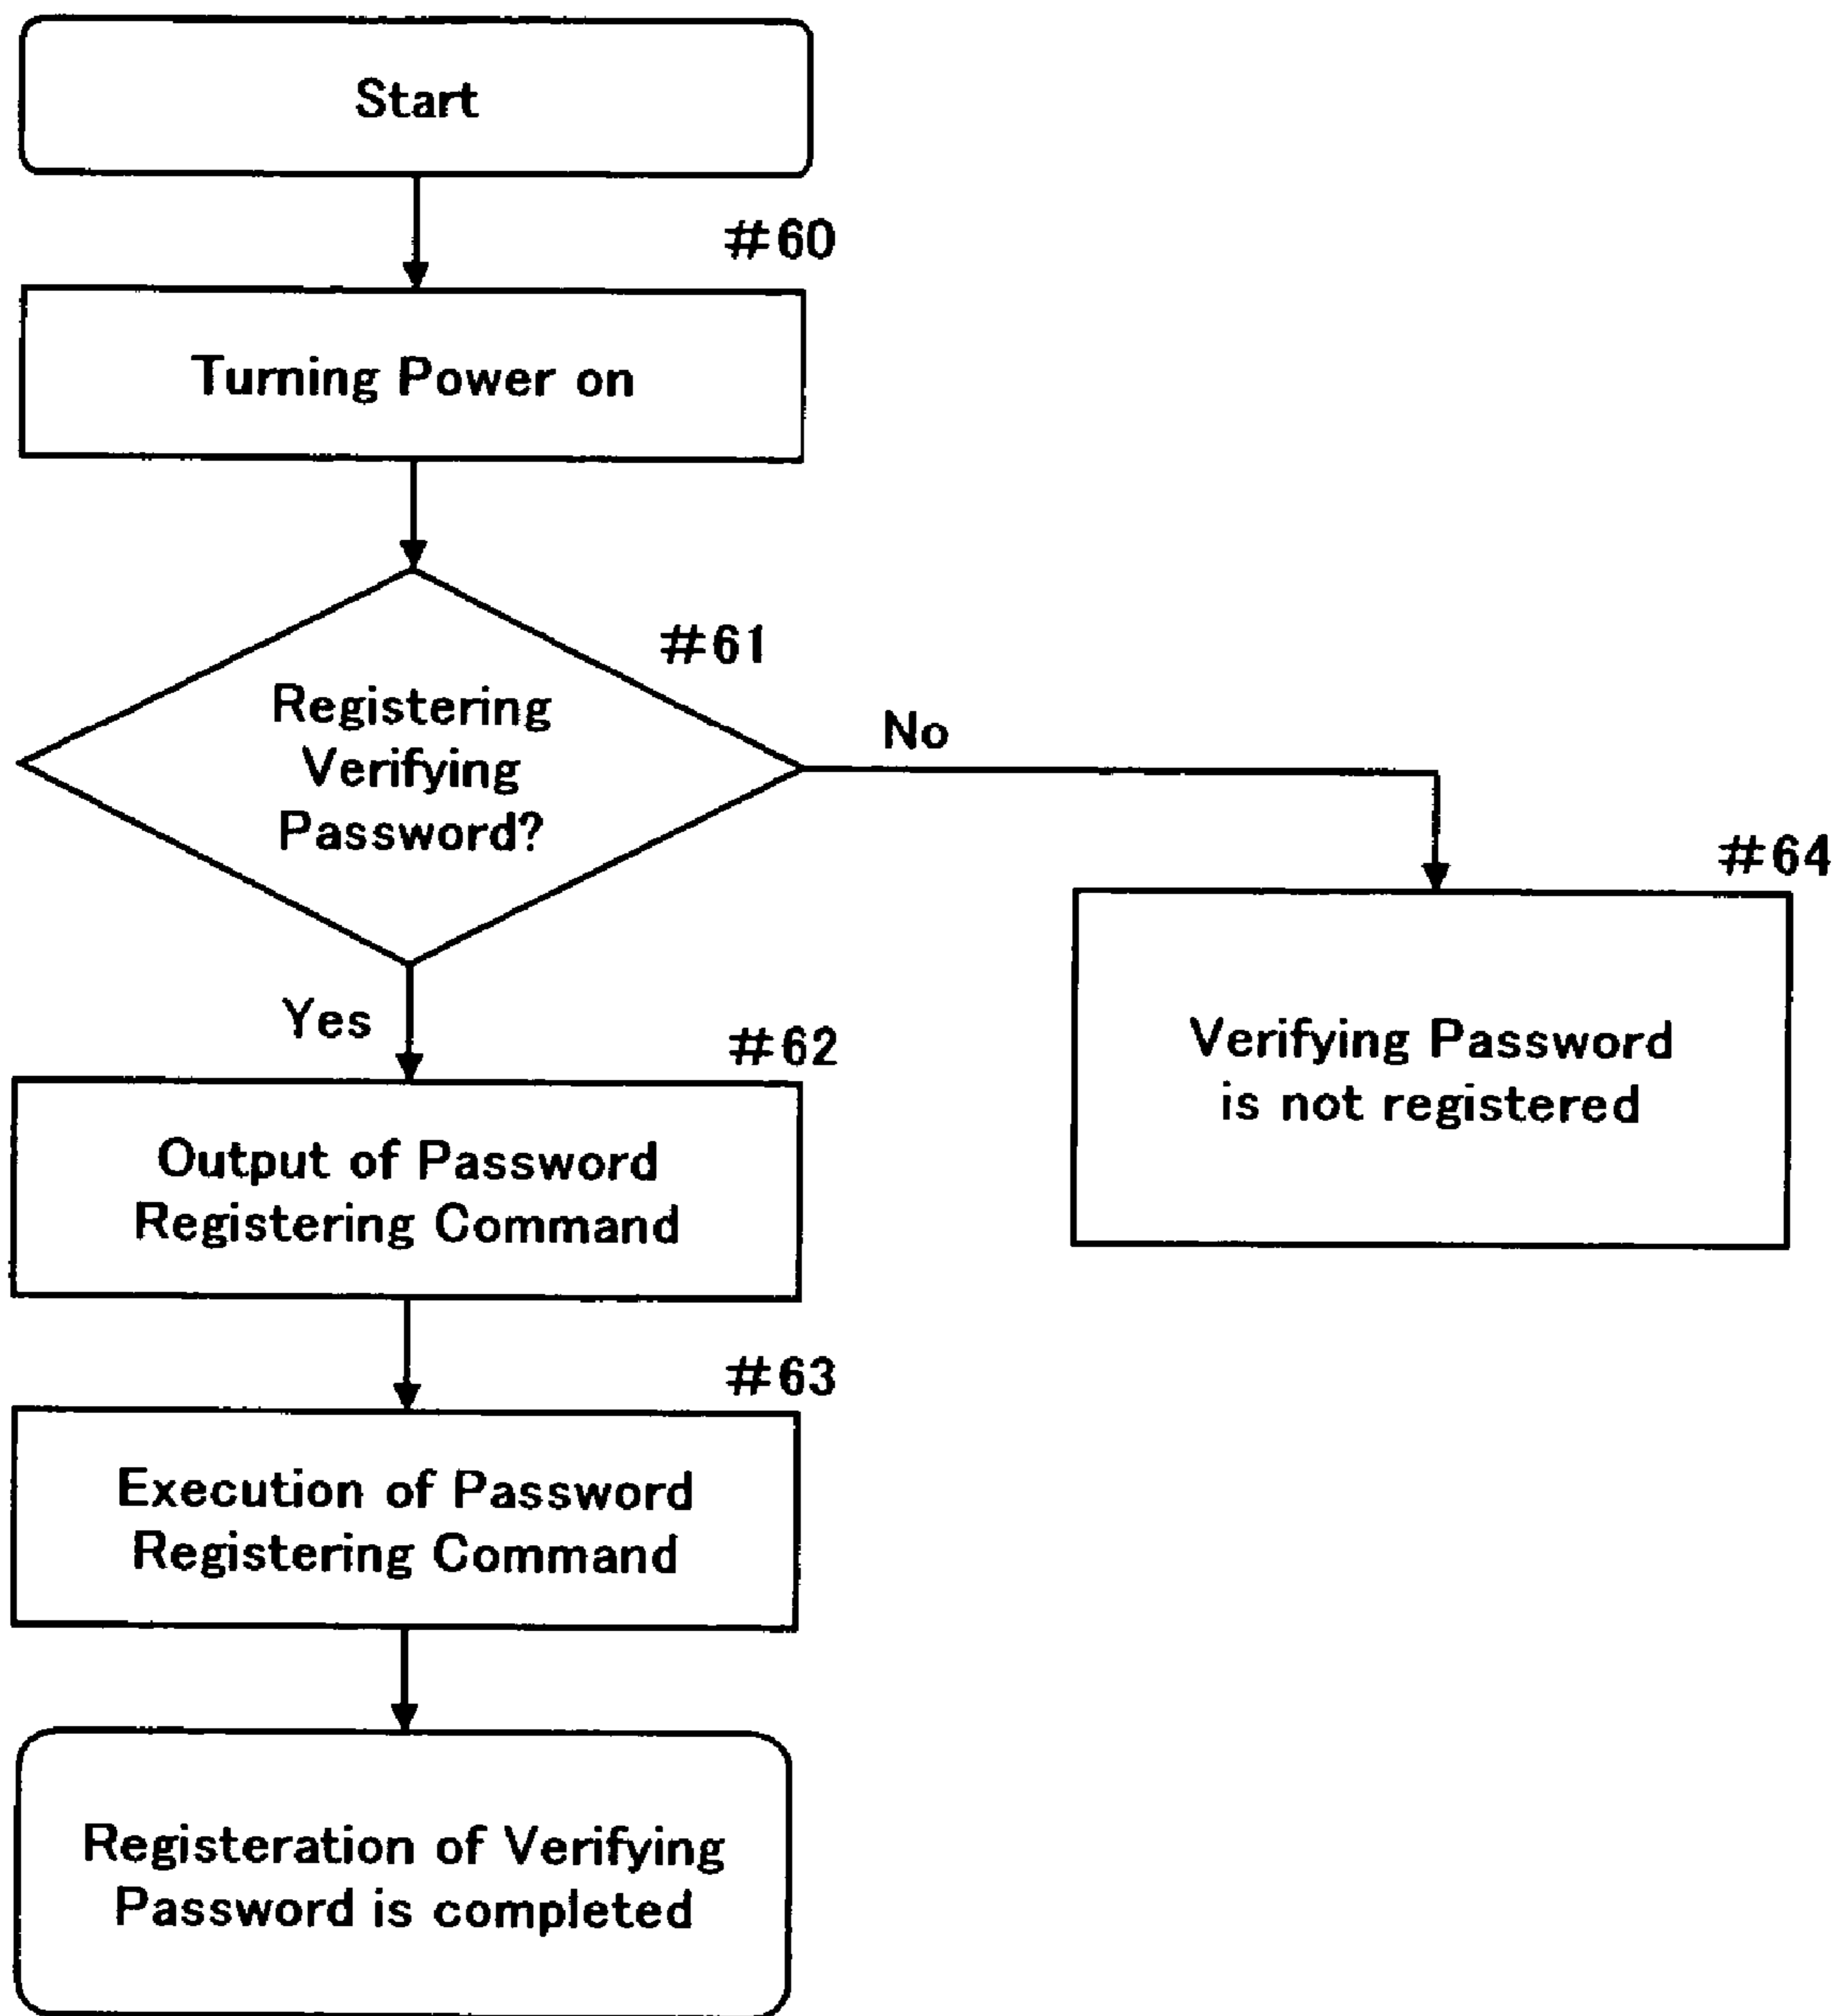 Start
#60
Turning Power on
#61
Registering
Verifying
Password?
No
#64
Verifying Password
is not registered
Yes
#62
Output of Password
Registering Command
#63
Execution of Password
Registering Command
Registeration of Verifying
Password is completed